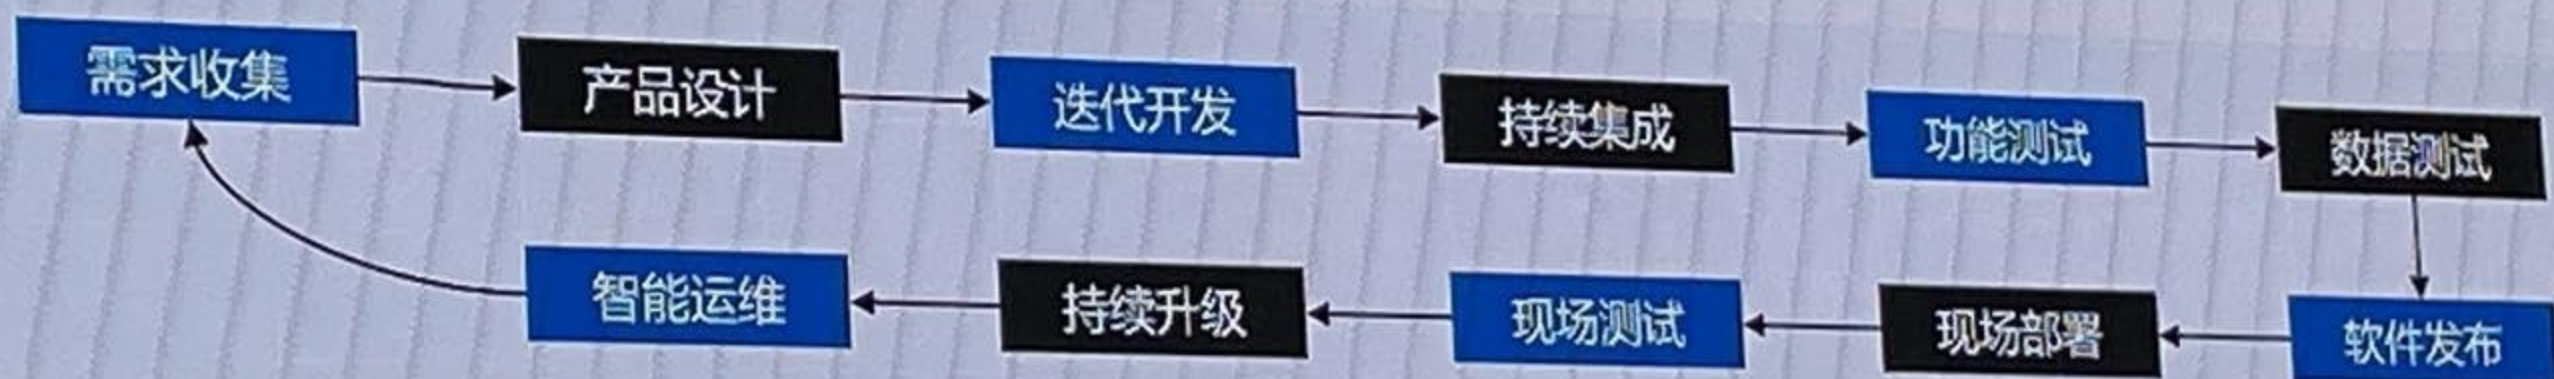 需求收集
产品设计
迭代开发
持续集成
功能测试
数据测试
软件发布
现场部署
现场测试
持续升级
智能运维